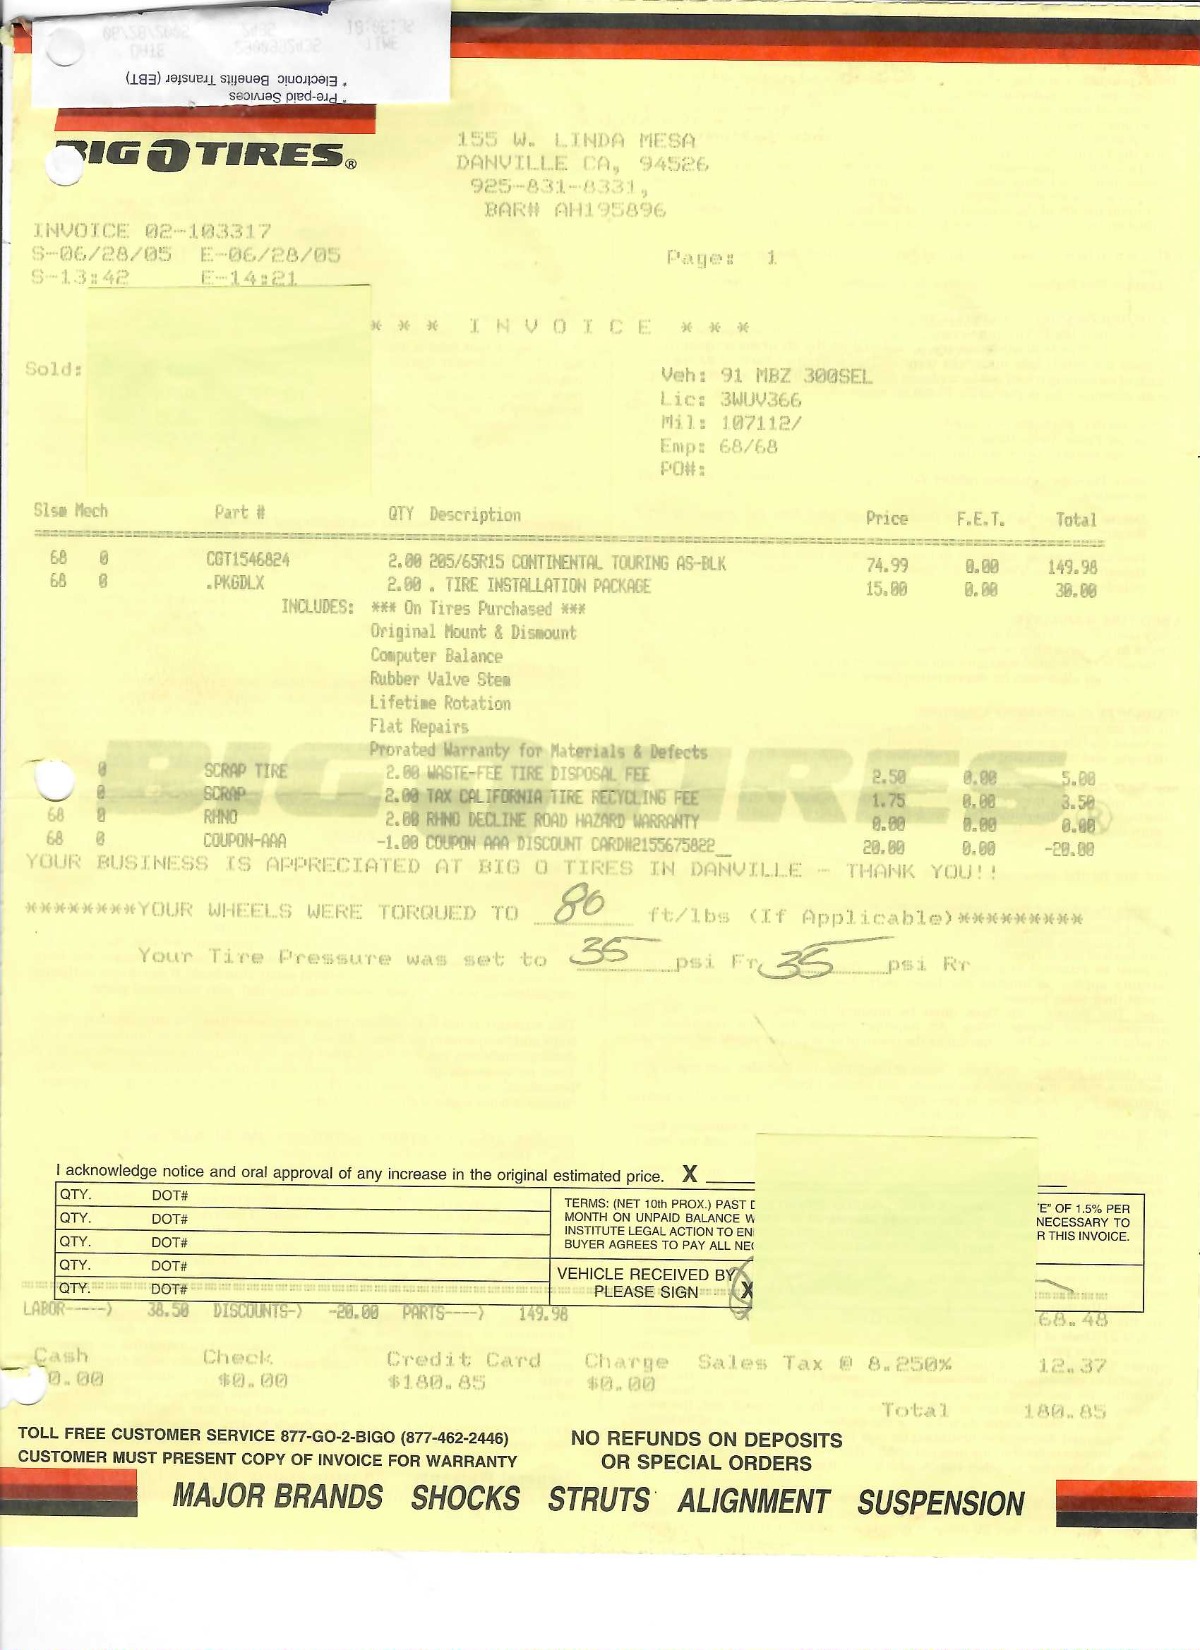 * Pre-paid Services
* Electronic Benefits Transfer (EBT)
BIG O TIRES®
155 W. LINDA MESA
DANVILLE CA, 94526
925-831-8331,
BAR# AH195896
INVOICE 02-103317
S-06/28/05 E-06/28/05
S-13:42 E-14:21
Page: 1
* * * I N V O I C E * * *
Sold:
Veh: 91 MBZ 300SEL
Lic: 3WUV366
Mil: 107112/
Emp: 68/68
PO#:
Slsm Mech Part # QTY Description Price F.E.T. Total
68 0 CGT1546824 2.00 205/65R15 CONTINENTAL TOURING AS-BLK 74.99 0.00 149.98
68 0 .PKGDLX 2.00 . TIRE INSTALLATION PACKAGE 15.00 0.00 30.00
INCLUDES: *** On Tires Purchased ***
Original Mount & Dismount
Computer Balance
Rubber Valve Stem
Lifetime Rotation
Flat Repairs
Prorated Warranty for Materials & Defects
0 SCRAP TIRE 2.00 WASTE-FEE TIRE DISPOSAL FEE 2.50 0.00 5.00
0 SCRAP 2.00 TAX CALIFORNIA TIRE RECYCLING FEE 1.75 0.00 3.50
68 0 RHNO 2.00 RHNO DECLINE ROAD HAZARD WARRANTY 0.00 0.00 0.00
68 0 COUPON-AAA -1.00 COUPON AAA DISCOUNT CARD#2155675822_ 20.00 0.00 -20.00
BIG O TIRES®
YOUR BUSINESS IS APPRECIATED AT BIG O TIRES IN DANVILLE - THANK YOU!!
********YOUR WHEELS WERE TORQUED TO 80 ft/lbs (If Applicable)*********
Your Tire Pressure was set to 35 psi Fr 35 psi Rr
I acknowledge notice and oral approval of any increase in the original estimated price. X
QTY. DOT#
QTY. DOT#
QTY. DOT#
QTY. DOT#
QTY. DOT#
TERMS: (NET 10th PROX.) PAST E" OF 1.5% PER
MONTH ON UNPAID BALANCE NECESSARY TO
INSTITUTE LEGAL ACTION TO R THIS INVOICE.
BUYER AGREES TO PAY ALL
VEHICLE RECEIVED BY
PLEASE SIGN X
LABOR-----> 38.50 DISCOUNTS-> -20.00 PARTS----> 149.98 68.48
Cash Check Credit Card Charge Sales Tax @ 8.250% 12.37
0.00 $0.00 $180.85 $0.00
Total 180.85
TOLL FREE CUSTOMER SERVICE 877-GO-2-BIGO (877-462-2446)
CUSTOMER MUST PRESENT COPY OF INVOICE FOR WARRANTY
NO REFUNDS ON DEPOSITS
OR SPECIAL ORDERS
MAJOR BRANDS SHOCKS STRUTS ALIGNMENT SUSPENSION